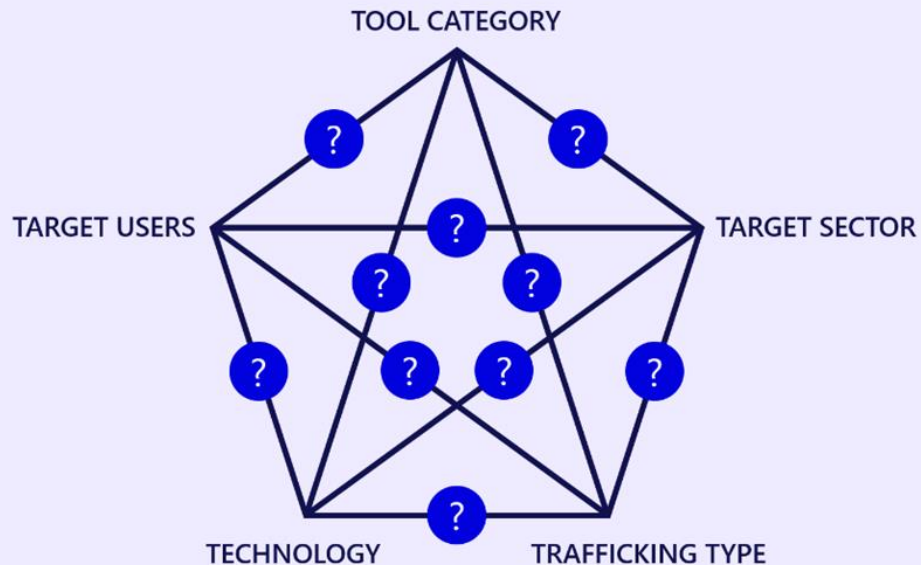 TOOL CATEGORY
?
?
TARGET USERS
?
TARGET SECTOR
?
?
?
?
?
?
?
TECHNOLOGY
TRAFFICKING TYPE